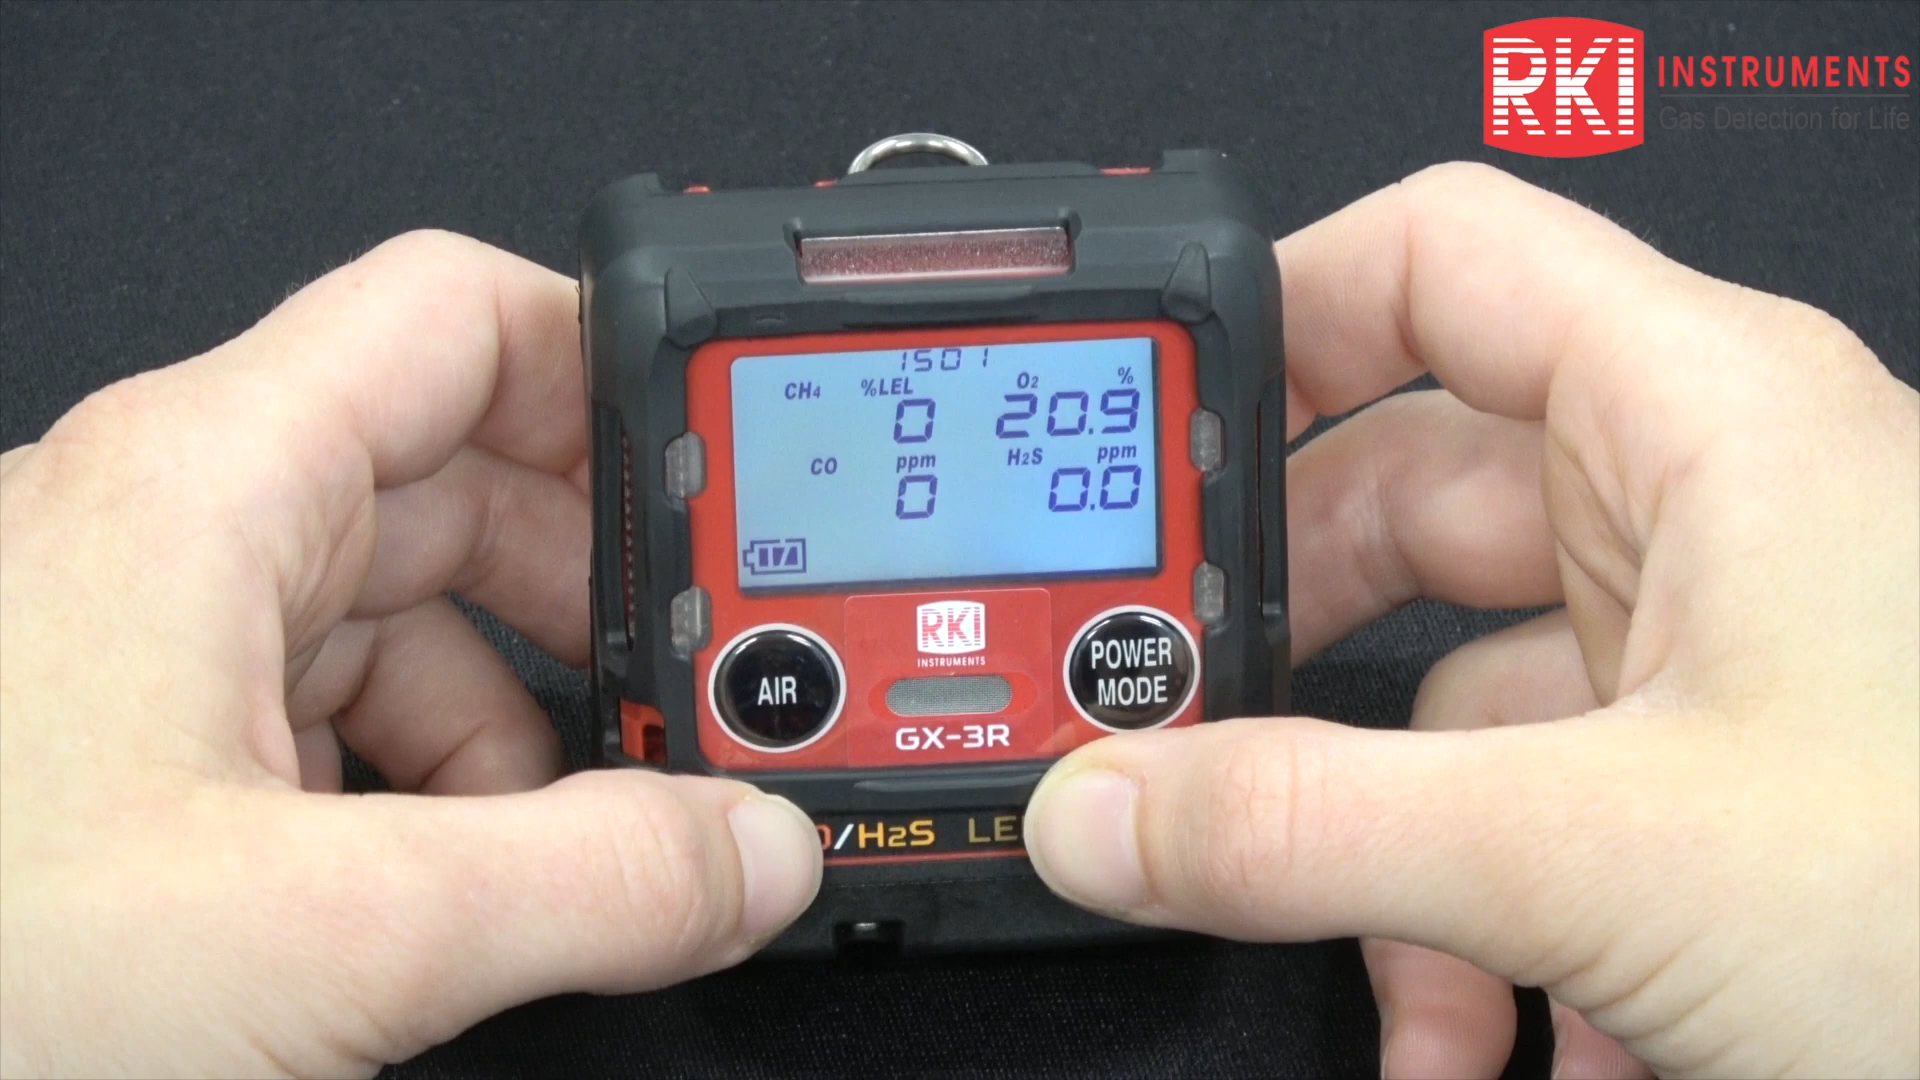 RKI INSTRUMENTS
Gas Detection for Life
1501
CH4 %LEL O2 %
0 20.9
CO ppm H2S ppm
0 0.0
RKI
INSTRUMENTS
AIR
POWER
MODE
GX-3R
/H2S